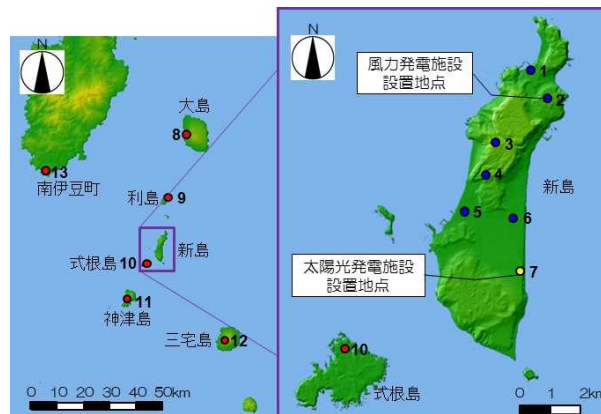 N
大島
8
13
南伊豆町
利島
9
新島
式根島
10
11
神津島
三宅島
12
0 10 20 30 40 50km
N
風力発電施設
設置地点
1
2
3
4
新島
5
6
太陽光発電施設
設置地点
7
10
式根島
0 1 2km